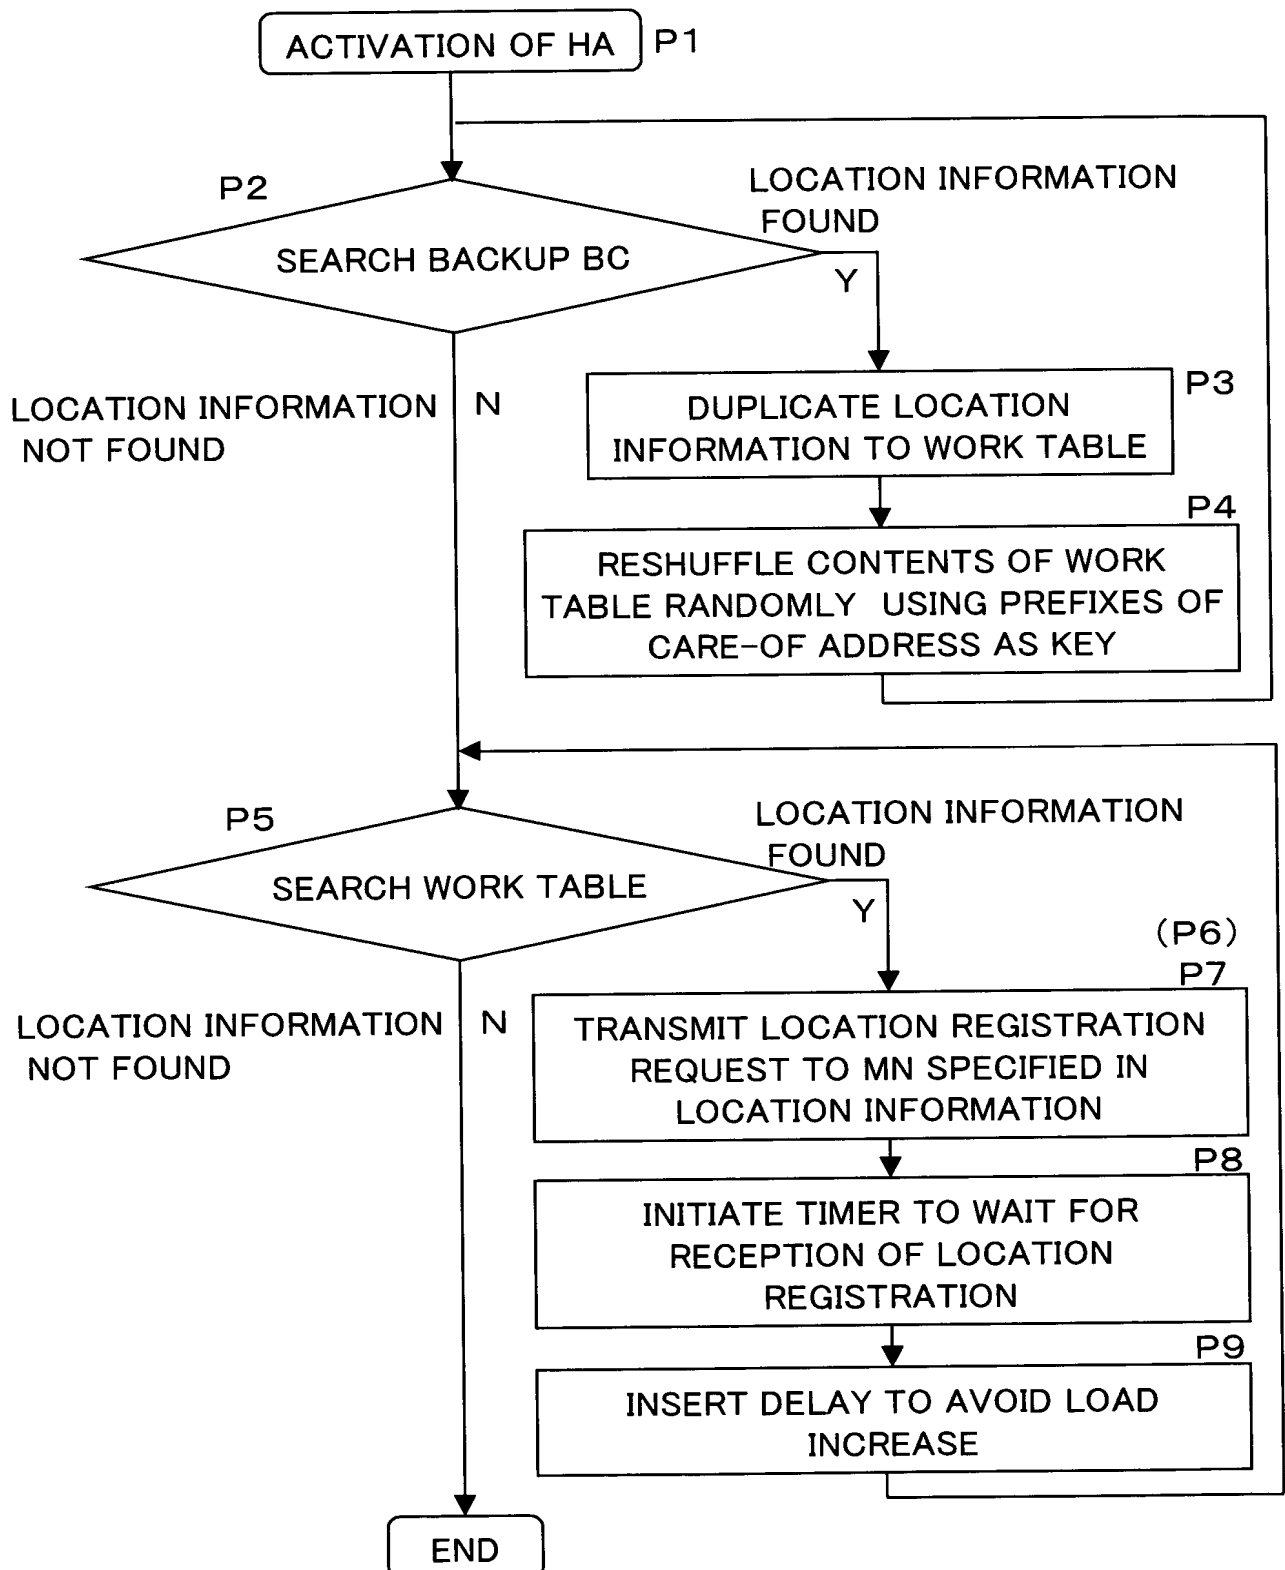 ACTIVATION OF HA
P1
P2
LOCATION INFORMATION
FOUND
SEARCH BACKUP BC
Y
P3
LOCATION INFORMATION
NOT FOUND
N
DUPLICATE LOCATION
INFORMATION TO WORK TABLE
P4
RESHUFFLE CONTENTS OF WORK
TABLE RANDOMLY USING PREFIXES OF
CARE-OF ADDRESS AS KEY
P5
LOCATION INFORMATION
FOUND
SEARCH WORK TABLE
Y
(P6)
P7
LOCATION INFORMATION
NOT FOUND
N
TRANSMIT LOCATION REGISTRATION
REQUEST TO MN SPECIFIED IN
LOCATION INFORMATION
P8
INITIATE TIMER TO WAIT FOR
RECEPTION OF LOCATION
REGISTRATION
P9
INSERT DELAY TO AVOID LOAD
INCREASE
END